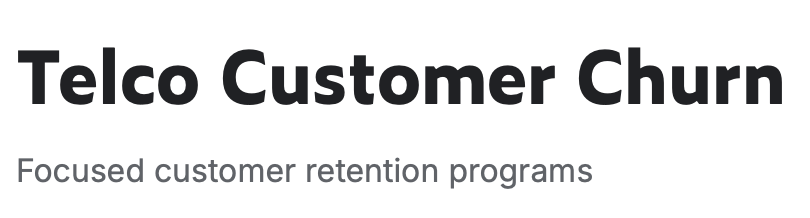 Telco Customer Churn
Focused customer retention programs